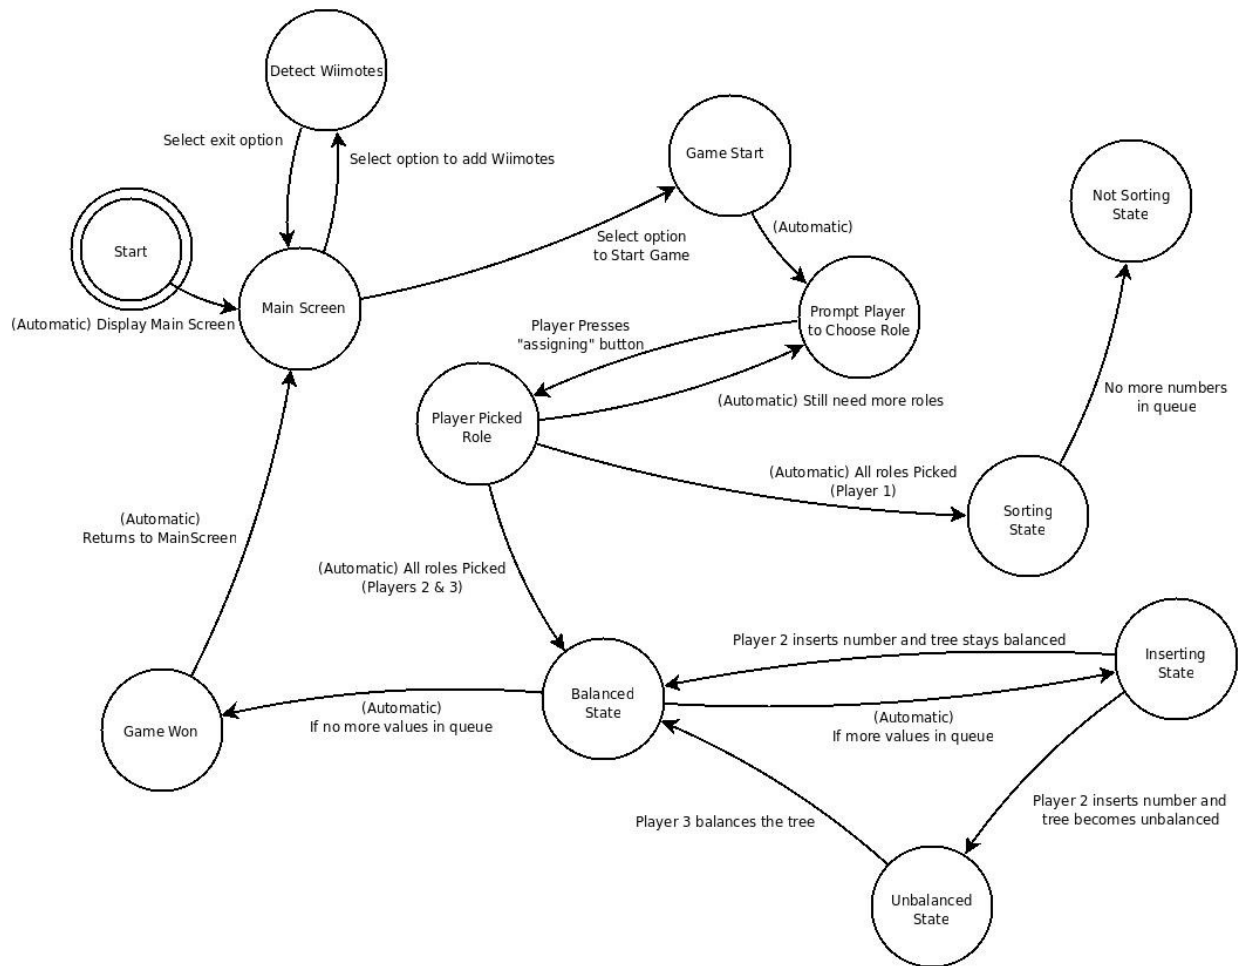 Detect Wiimotes
Select exit option
Select option to add Wiimotes
Game Start
Not Sorting
State
Start
(Automatic)
Select option
to Start Game
Main Screen
(Automatic) Display Main Screen
Prompt Player
to Choose Role
Player Presses
"assigning" button
(Automatic) Still need more roles
No more numbers
in queue
Player Picked
Role
(Automatic) All roles Picked
(Player 1)
Sorting
State
(Automatic)
Returns to MainScreen
(Automatic) All roles Picked
(Players 2 & 3)
Player 2 inserts number and tree stays balanced
Inserting
State
Balanced
State
(Automatic)
If no more values in queue
(Automatic)
If more values in queue
Game Won
Player 3 balances the tree
Player 2 inserts number and
tree becomes unbalanced
Unbalanced
State